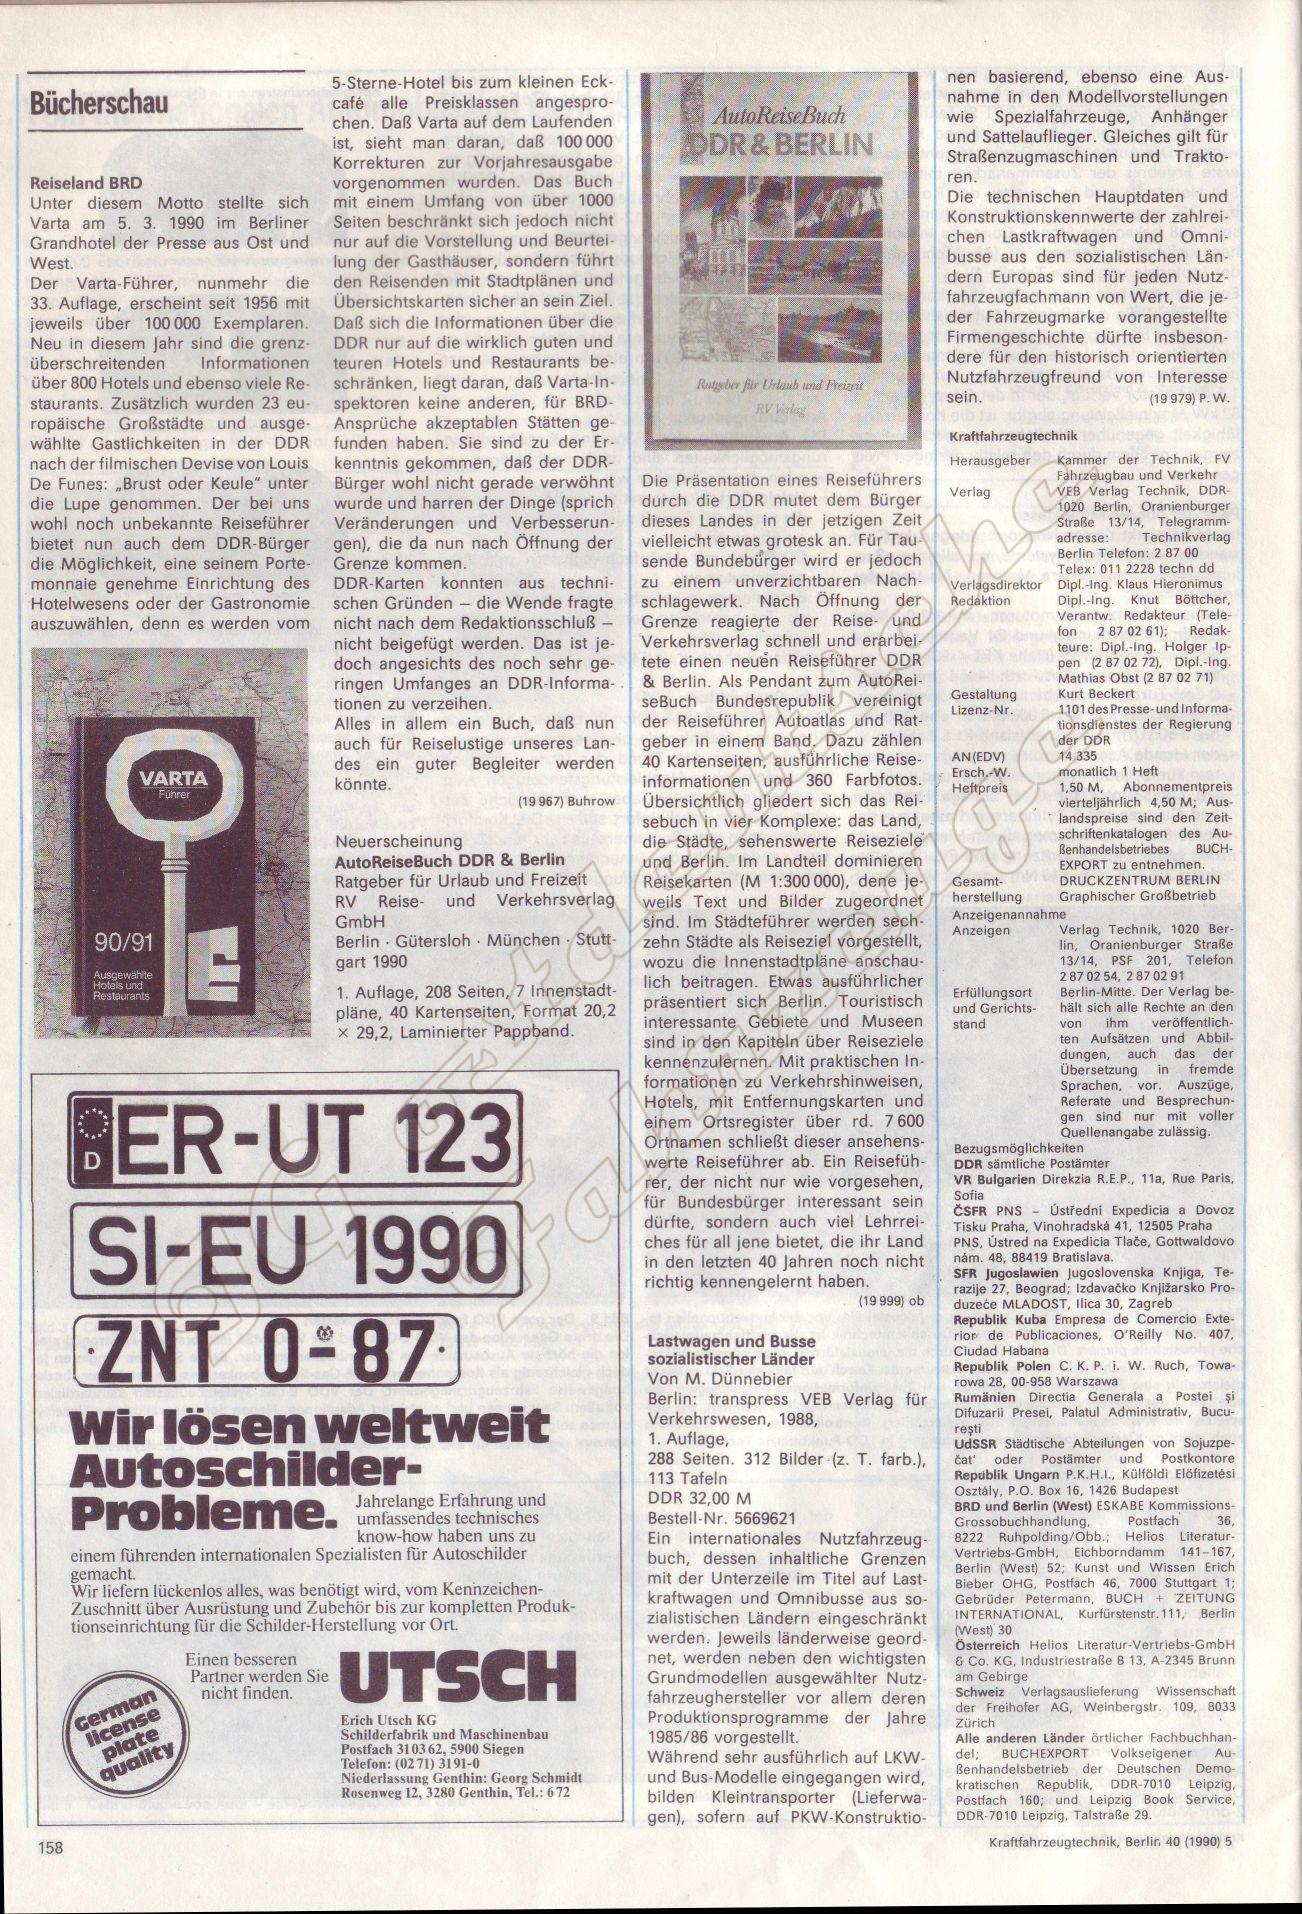 Bücherschau
Reiseland BRD
Unter diesem Motto stellte sich
Varta am 5. 3. 1990 im Berliner
Grandhotel der Presse aus Ost und
West.
Der Varta-Führer, nunmehr die
33. Auflage, erscheint seit 1956 mit
jeweils über 100 000 Exemplaren.
Neu in diesem Jahr sind die grenz-
überschreitenden Informationen
über 800 Hotels und ebenso viele Re-
staurants. Zusätzlich wurden 23 eu-
ropäische Großstädte und ausge-
wählte Gastlichkeiten in der DDR
nach der filmischen Devise von Louis
De Funes: „Brust oder Keule" unter
die Lupe genommen. Der bei uns
wohl noch unbekannte Reiseführer
bietet nun auch dem DDR-Bürger
die Möglichkeit, eine seinem Porte-
monnaie genehme Einrichtung des
Hotelwesens oder der Gastronomie
auszuwählen, denn es werden vom
VARTA
Führer
90/91
Ausgewählte
Hotels und
Restaurants
5-Sterne-Hotel bis zum kleinen Eck-
café alle Preisklassen angespro-
chen. Daß Varta auf dem Laufenden
ist, sieht man daran, daß 100 000
Korrekturen zur Vorjahresausgabe
vorgenommen wurden. Das Buch
mit einem Umfang von über 1000
Seiten beschränkt sich jedoch nicht
nur auf die Vorstellung und Beurtei-
lung der Gasthäuser, sondern führt
den Reisenden mit Stadtplänen und
Übersichtskarten sicher an sein Ziel.
Daß sich die Informationen über die
DDR nur auf die wirklich guten und
teuren Hotels und Restaurants be-
schränken, liegt daran, daß Varta-In-
spektoren keine anderen, für BRD-
Ansprüche akzeptablen Stätten ge-
funden haben. Sie sind zu der Er-
kenntnis gekommen, daß der DDR-
Bürger wohl nicht gerade verwöhnt
wurde und harren der Dinge (sprich
Veränderungen und Verbesserun-
gen), die da nun nach Öffnung der
Grenze kommen.
DDR-Karten konnten aus techni-
schen Gründen – die Wende fragte
nicht nach dem Redaktionsschluß –
nicht beigefügt werden. Das ist je-
doch angesichts des noch sehr ge-
ringen Umfanges an DDR-Informa-
tionen zu verzeihen.
Alles in allem ein Buch, daß nun
auch für Reiselustige unseres Lan-
des ein guter Begleiter werden
könnte.
(19 967) Buhrow
Neuerscheinung
AutoReiseBuch DDR & Berlin
Ratgeber für Urlaub und Freizeit
RV Reise- und Verkehrsverlag
GmbH
Berlin · Gütersloh · München · Stutt-
gart 1990
1. Auflage, 208 Seiten, 7 Innenstadt-
pläne, 40 Kartenseiten, Format 20,2
× 29,2, Laminierter Pappband.
D ER-UT 123
SI-EU 1990
·ZNT 0-87·
Wir lösen weltweit
Autoschilder-
Probleme.
Jahrelange Erfahrung und
umfassendes technisches
know-how haben uns zu
einem führenden internationalen Spezialisten für Autoschilder
gemacht.
Wir liefern lückenlos alles, was benötigt wird, vom Kennzeichen-
Zuschnitt über Ausrüstung und Zubehör bis zur kompletten Produk-
tionseinrichtung für die Schilder-Herstellung vor Ort.
Einen besseren
Partner werden Sie
nicht finden.
German
license
plate
quality
UTSCH
Erich Utsch KG
Schilderfabrik und Maschinenbau
Postfach 31 03 62, 5900 Siegen
Telefon: (02 71) 31 91-0
Niederlassung Genthin: Georg Schmidt
Rosenweg 12, 3280 Genthin, Tel.: 6 72
AutoReiseBuch
DDR & BERLIN
Ratgeber für Urlaub und Freizeit
RV Verlag
Die Präsentation eines Reiseführers
durch die DDR mutet dem Bürger
dieses Landes in der jetzigen Zeit
vielleicht etwas grotesk an. Für Tau-
sende Bundebürger wird er jedoch
zu einem unverzichtbaren Nach-
schlagewerk. Nach Öffnung der
Grenze reagierte der Reise- und
Verkehrsverlag schnell und erarbei-
tete einen neuen Reiseführer DDR
& Berlin. Als Pendant zum AutoRei-
seBuch Bundesrepublik vereinigt
der Reiseführer Autoatlas und Rat-
geber in einem Band. Dazu zählen
40 Kartenseiten, ausführliche Reise-
informationen und 360 Farbfotos.
Übersichtlich gliedert sich das Rei-
sebuch in vier Komplexe: das Land,
die Städte, sehenswerte Reiseziele
und Berlin. Im Landteil dominieren
Reisekarten (M 1:300 000), dene je-
weils Text und Bilder zugeordnet
sind. Im Städteführer werden sech-
zehn Städte als Reiseziel vorgestellt,
wozu die Innenstadtpläne anschau-
lich beitragen. Etwas ausführlicher
präsentiert sich Berlin. Touristisch
interessante Gebiete und Museen
sind in den Kapiteln über Reiseziele
kennenzulernen. Mit praktischen In-
formationen zu Verkehrshinweisen,
Hotels, mit Entfernungskarten und
einem Ortsregister über rd. 7 600
Ortnamen schließt dieser ansehens-
werte Reiseführer ab. Ein Reisefüh-
rer, der nicht nur wie vorgesehen,
für Bundesbürger interessant sein
dürfte, sondern auch viel Lehrrei-
ches für all jene bietet, die ihr Land
in den letzten 40 Jahren noch nicht
richtig kennengelernt haben.
(19 999) ob
Lastwagen und Busse
sozialistischer Länder
Von M. Dünnebier
Berlin: transpress VEB Verlag für
Verkehrswesen, 1988,
1. Auflage,
288 Seiten. 312 Bilder (z. T. farb.),
113 Tafeln
DDR 32,00 M
Bestell-Nr. 5669621
Ein internationales Nutzfahrzeug-
buch, dessen inhaltliche Grenzen
mit der Unterzeile im Titel auf Last-
kraftwagen und Omnibusse aus so-
zialistischen Ländern eingeschränkt
werden. Jeweils länderweise geord-
net, werden neben den wichtigsten
Grundmodellen ausgewählter Nutz-
fahrzeughersteller vor allem deren
Produktionsprogramme der Jahre
1985/86 vorgestellt.
Während sehr ausführlich auf LKW-
und Bus-Modelle eingegangen wird,
bilden Kleintransporter (Lieferwa-
gen), sofern auf PKW-Konstruktio-
nen basierend, ebenso eine Aus-
nahme in den Modellvorstellungen
wie Spezialfahrzeuge, Anhänger
und Sattelauflieger. Gleiches gilt für
Straßenzugmaschinen und Trakto-
ren.
Die technischen Hauptdaten und
Konstruktionskennwerte der zahlrei-
chen Lastkraftwagen und Omni-
busse aus den sozialistischen Län-
dern Europas sind für jeden Nutz-
fahrzeugfachmann von Wert, die je-
der Fahrzeugmarke vorangestellte
Firmengeschichte dürfte insbeson-
dere für den historisch orientierten
Nutzfahrzeugfreund von Interesse
sein. (19 979) P. W.
Kraftfahrzeugtechnik
Herausgeber Kammer der Technik, FV
Fahrzeugbau und Verkehr
Verlag VEB Verlag Technik, DDR-
1020 Berlin, Oranienburger
Straße 13/14, Telegramm-
adresse: Technikverlag
Berlin Telefon: 2 87 00
Telex: 011 2228 techn dd
Verlagsdirektor Dipl.-Ing. Klaus Hieronimus
Redaktion Dipl.-Ing. Knut Böttcher,
Verantw. Redakteur (Tele-
fon 2 87 02 61); Redak-
teure: Dipl.-Ing. Holger Ip-
pen (2 87 02 72), Dipl.-Ing.
Mathias Obst (2 87 02 71)
Gestaltung Kurt Beckert
Lizenz-Nr. 1101 des Presse- und Informa-
tionsdienstes der Regierung
der DDR
AN (EDV) 14 335
Ersch.-W. monatlich 1 Heft
Heftpreis 1,50 M, Abonnementpreis
vierteljährlich 4,50 M; Aus-
landspreise sind den Zeit-
schriftenkatalogen des Au-
ßenhandelsbetriebes BUCH-
EXPORT zu entnehmen.
Gesamt- DRUCKZENTRUM BERLIN
herstellung Graphischer Großbetrieb
Anzeigenannahme
Anzeigen Verlag Technik, 1020 Ber-
lin, Oranienburger Straße
13/14, PSF 201, Telefon
2 87 02 54, 2 87 02 91
Erfüllungsort Berlin-Mitte. Der Verlag be-
und Gerichts- hält sich alle Rechte an den
stand von ihm veröffentlich-
ten Aufsätzen und Abbil-
dungen, auch das der
Übersetzung in fremde
Sprachen, vor. Auszüge,
Referate und Besprechun-
gen sind nur mit voller
Quellenangabe zulässig.
Bezugsmöglichkeiten
DDR sämtliche Postämter
VR Bulgarien Direkzia R.E.P., 11a, Rue Paris,
Sofia
ČSFR PNS – Ústřední Expedicia a Dovoz
Tisku Praha, Vinohradská 41, 12505 Praha
PNS, Ústred na Expedicia Tlače, Gottwaldovo
nám. 48, 88419 Bratislava.
SFR Jugoslawien Jugoslovenska Knjiga, Te-
razije 27, Beograd; Izdavačko Knjižarsko Pro-
duzeće MLADOST, Ilica 30, Zagreb
Republik Kuba Empresa de Comercio Exte-
rior de Publicaciones, O'Reilly No. 407,
Ciudad Habana
Republik Polen C. K. P. i. W. Ruch, Towa-
rowa 28, 00-958 Warszawa
Rumänien Directia Generala a Postei și
Difuzarii Presei, Palatul Administrativ, Bucu-
rești
UdSSR Städtische Abteilungen von Sojuzpe-
čat' oder Postämter und Postkontore
Republik Ungarn P.K.H.I., Külföldi Elöfizetési
Osztály, P.O. Box 16, 1426 Budapest
BRD und Berlin (West) ESKABE Kommissions-
Grossobuchhandlung, Postfach 36,
8222 Ruhpolding/Obb.; Helios Literatur-
Vertriebs-GmbH, Eichborndamm 141–167,
Berlin (West) 52; Kunst und Wissen Erich
Bieber OHG, Postfach 46, 7000 Stuttgart 1;
Gebrüder Petermann, BUCH + ZEITUNG
INTERNATIONAL, Kurfürstenstr. 111, Berlin
(West) 30
Österreich Helios Literatur-Vertriebs-GmbH
& Co. KG, Industriestraße B 13, A-2345 Brunn
am Gebirge
Schweiz Verlagsauslieferung Wissenschaft
der Freihofer AG, Weinbergstr. 109, 8033
Zürich
Alle anderen Länder örtlicher Fachbuchhan-
del; BUCHEXPORT Volkseigener Au-
ßenhandelsbetrieb der Deutschen Demo-
kratischen Republik, DDR-7010 Leipzig,
Postfach 160; und Leipzig Book Service,
DDR-7010 Leipzig, Talstraße 29.
158
Kraftfahrzeugtechnik, Berlin 40 (1990) 5